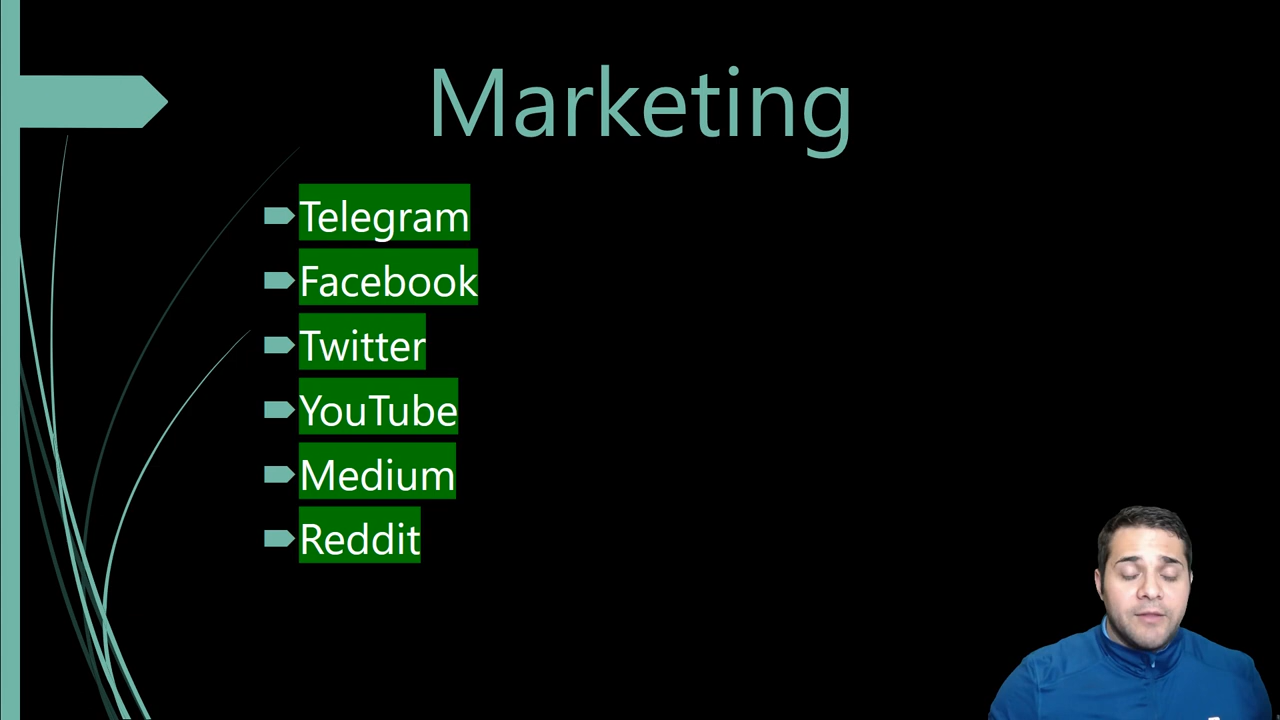 Marketing
Telegram
Facebook
Twitter
YouTube
Medium
Reddit